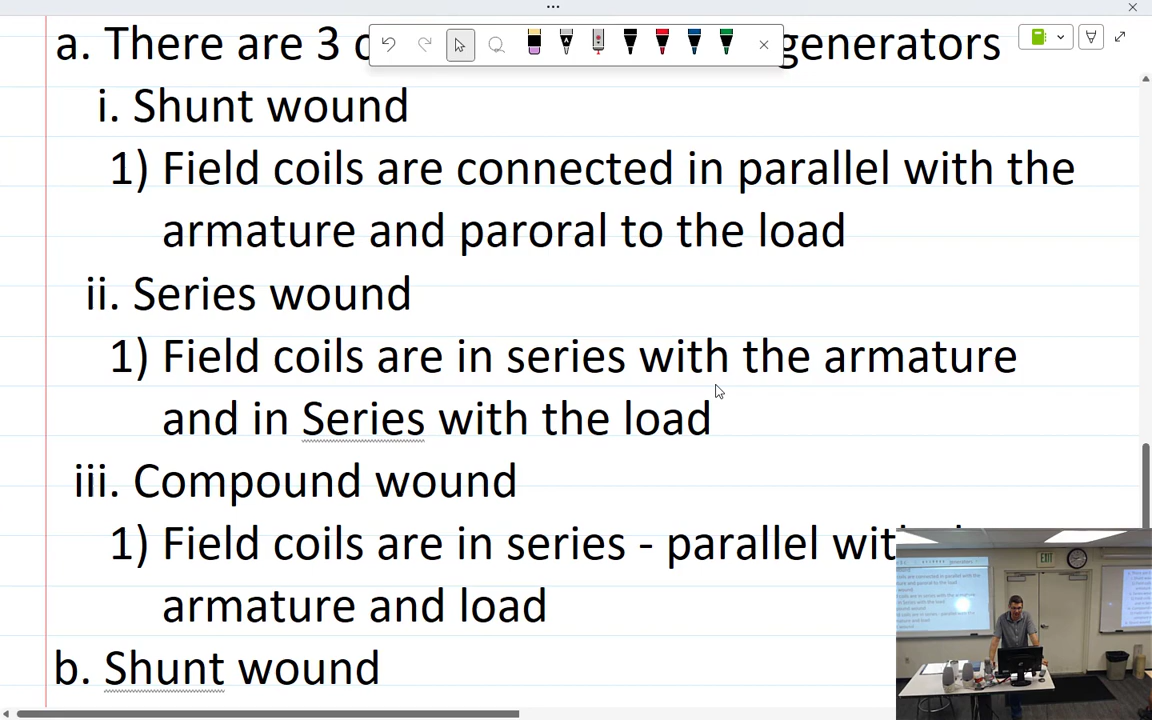 a. There are 3 generators
i. Shunt wound
1) Field coils are connected in parallel with the
armature and paroral to the load
ii. Series wound
1) Field coils are in series with the armature
and in Series with the load
iii. Compound wound
1) Field coils are in series - parallel
armature and load
EXIT
b. Shunt wound